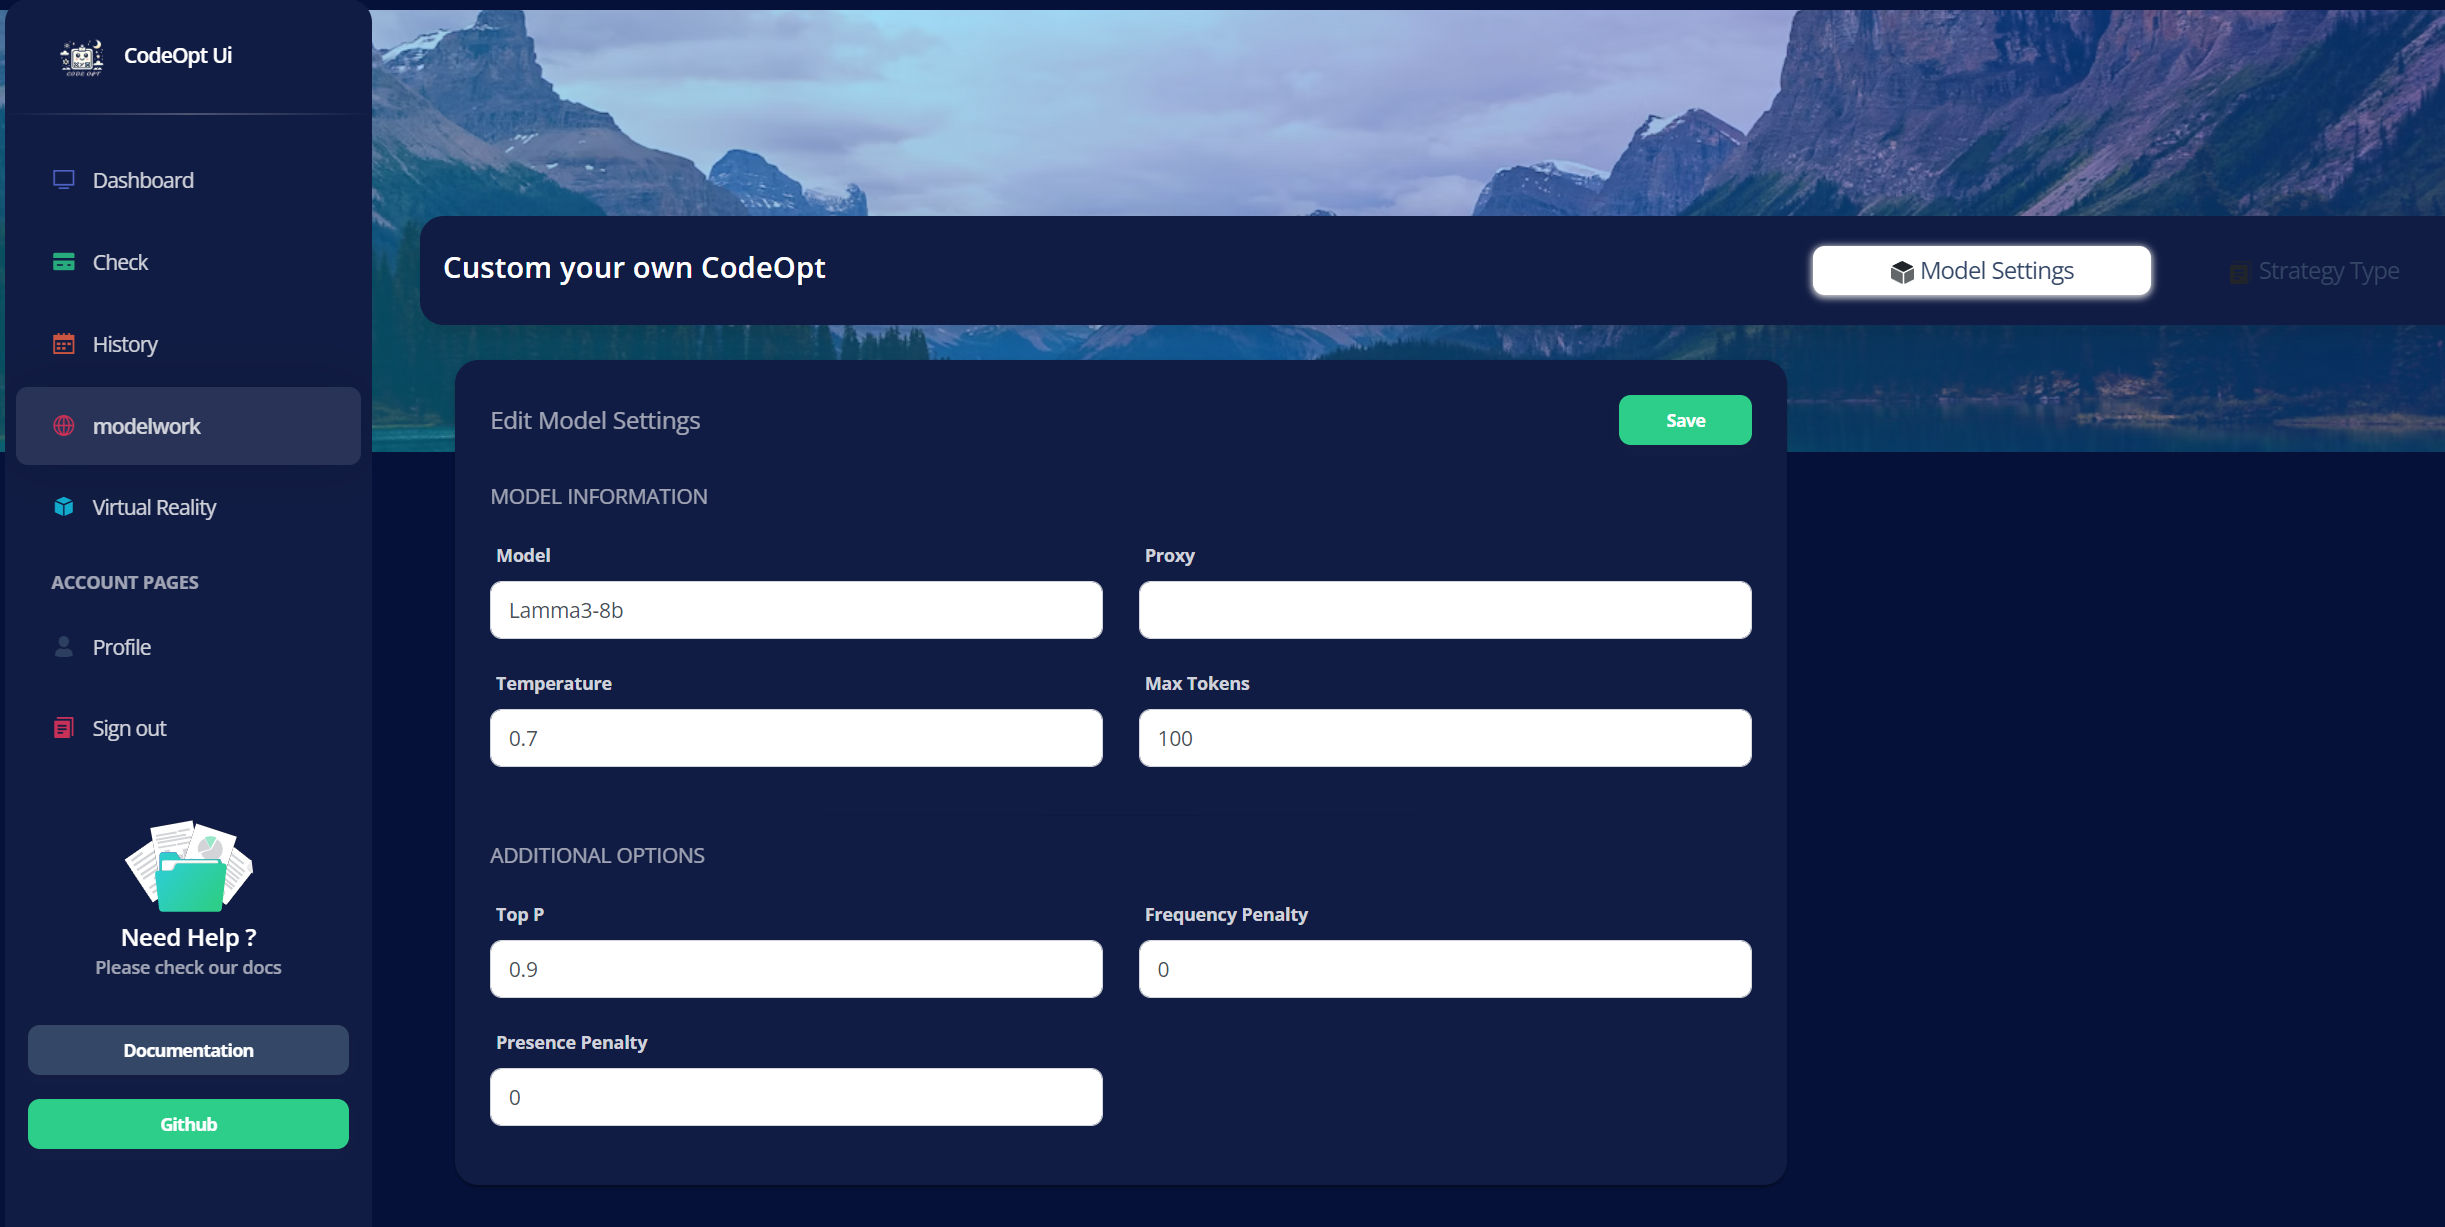 CodeOpt Ui
CODE OPT
Dashboard
Check
History
modelwork
Virtual Reality
ACCOUNT PAGES
Profile
Sign out
Need Help ?
Please check our docs
Documentation
Github
Custom your own CodeOpt
Model Settings
Strategy Type
Edit Model Settings
Save
MODEL INFORMATION
Model
Proxy
Lamma3-8b
Temperature
Max Tokens
0.7
100
ADDITIONAL OPTIONS
Top P
Frequency Penalty
0.9
0
Presence Penalty
0